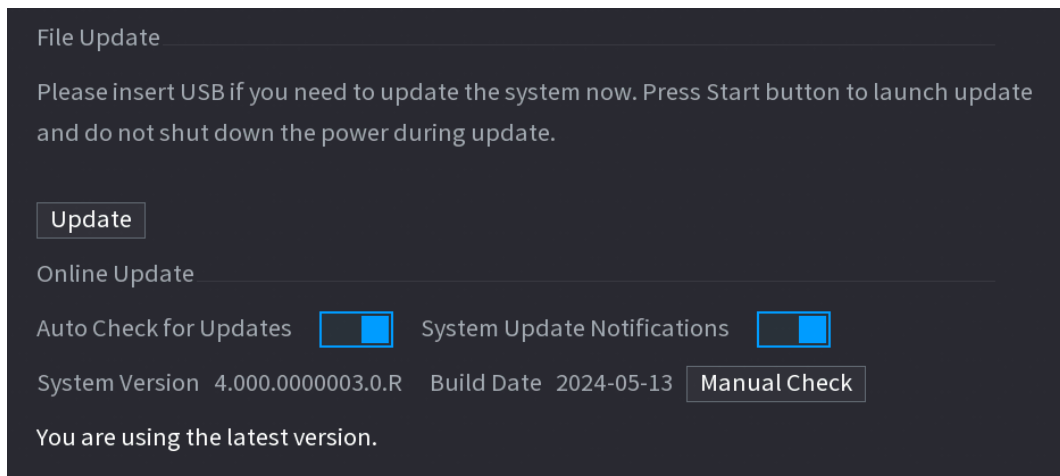 File Update
Please insert USB if you need to update the system now. Press Start button to launch update
and do not shut down the power during update.
Update
Online Update
Auto Check for Updates System Update Notifications
System Version 4.000.0000003.0.R Build Date 2024-05-13 Manual Check
You are using the latest version.